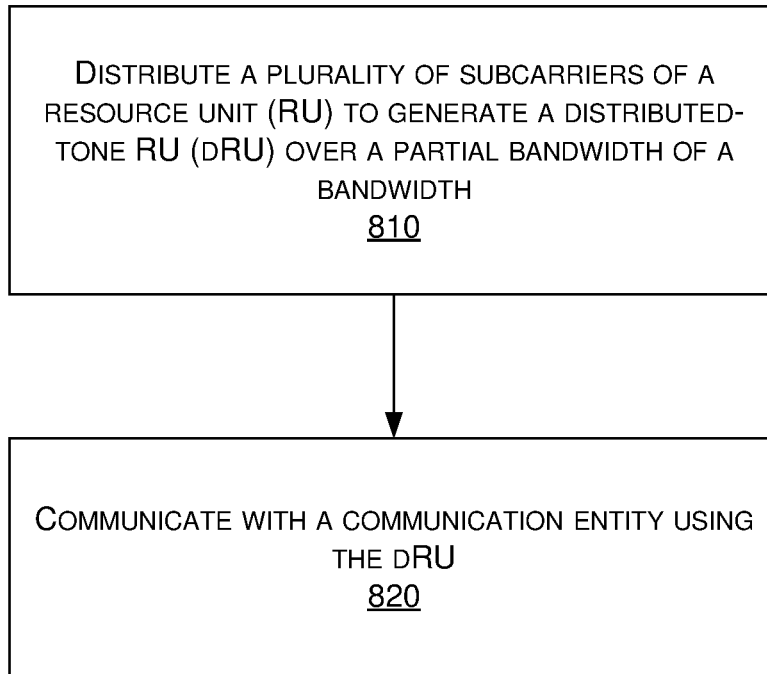 DISTRIBUTE A PLURALITY OF SUBCARRIERS OF A
RESOURCE UNIT (RU) TO GENERATE A DISTRIBUTED-
TONE RU (DRU) OVER A PARTIAL BANDWIDTH OF A
BANDWIDTH
810
COMMUNICATE WITH A COMMUNICATION ENTITY USING
THE DRU
820